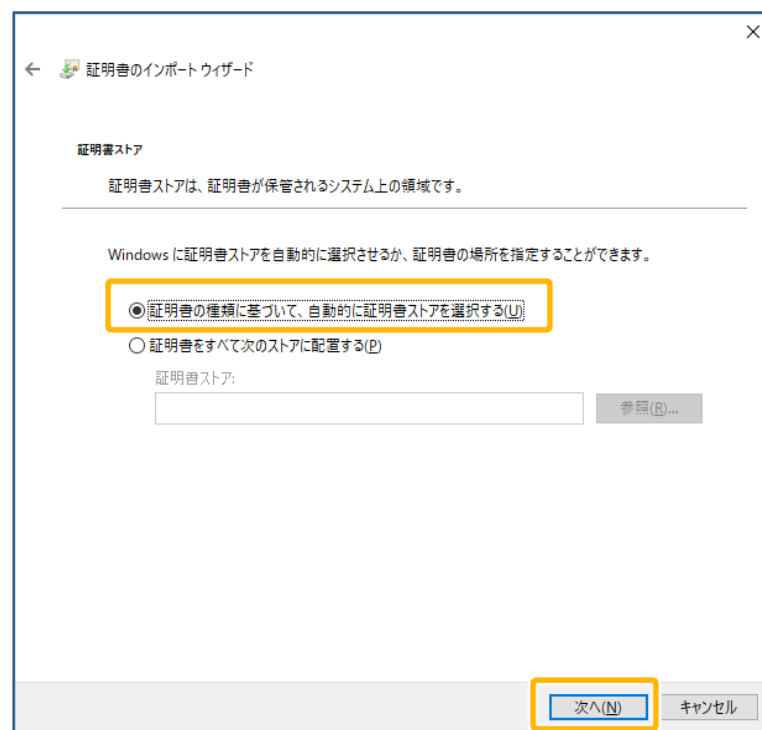 証明書のインポート ウィザード
証明書ストア
証明書ストアは、証明書が保管されるシステム上の領域です。
Windows に証明書ストアを自動的に選択させるか、証明書の場所を指定することができます。
証明書の種類に基づいて、自動的に証明書ストアを選択する(U)
証明書をすべて次のストアに配置する(P)
証明書ストア:
参照(R)...
次へ(N) キャンセル